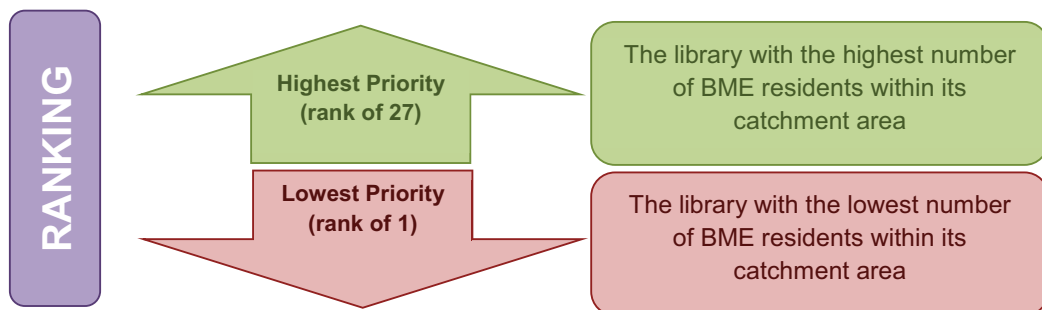 RANKING
Highest Priority
(rank of 27)
The library with the highest number
of BME residents within its
catchment area
Lowest Priority
(rank of 1)
The library with the lowest number
of BME residents within its
catchment area